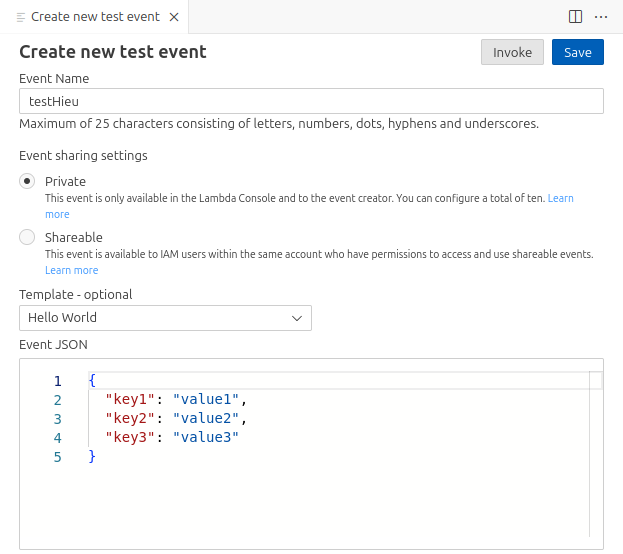 Create new test event
Create new test event
Invoke
Save
Event Name
testHieu
Maximum of 25 characters consisting of letters, numbers, dots, hyphens and underscores.
Event sharing settings
Private
This event is only available in the Lambda Console and to the event creator. You can configure a total of ten. Learn
more
Shareable
This event is available to IAM users within the same account who have permissions to access and use shareable events.
Learn more
Template - optional
Hello World
Event JSON
1 {
2 "key1": "value1",
3 "key2": "value2",
4 "key3": "value3"
5 }